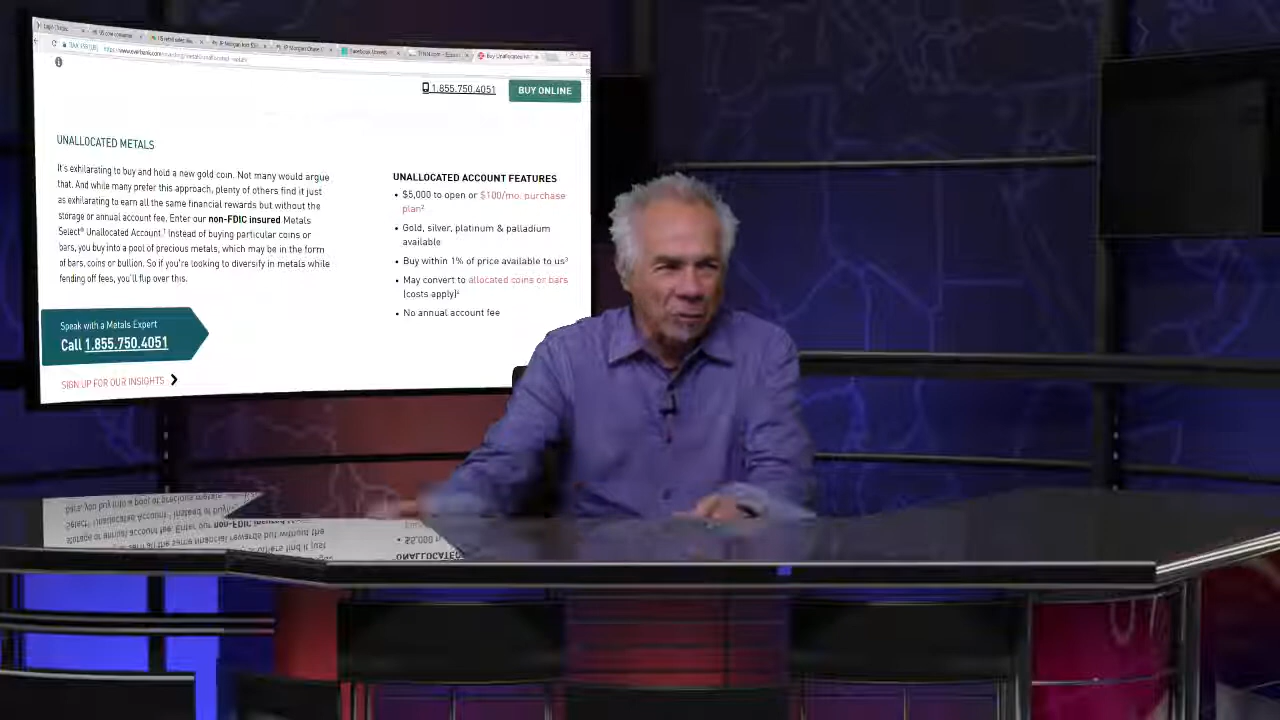 1.855.750.4051
BUY ONLINE
UNALLOCATED METALS
It's exhilarating to buy and hold a new gold coin. Not many would argue
that. And while many prefer this approach, plenty of others find it just
as exhilarating to earn all the same financial rewards but without the
storage or annual account fee. Enter our non-FDIC insured Metals
Select® Unallocated Account.¹ Instead of buying particular coins or
bars, you buy into a pool of precious metals, which may be in the form
of bars, coins or bullion. So if you're looking to diversify in metals while
fending off fees, you'll flip over this.
Speak with a Metals Expert
Call 1.855.750.4051
SIGN UP FOR OUR INSIGHTS
UNALLOCATED ACCOUNT FEATURES
• $5,000 to open or $100/mo. purchase
plan²
• Gold, silver, platinum & palladium
available
• Buy within 1% of price available to us³
• May convert to allocated coins or bars
(costs apply)⁴
• No annual account fee